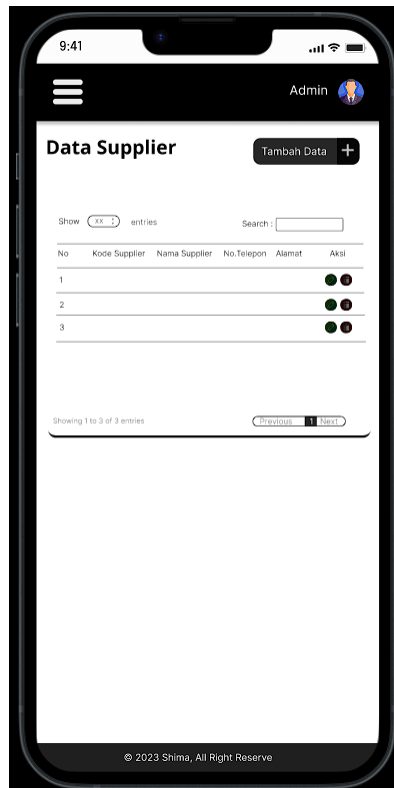 9:41
Admin
Data Supplier
Tambah Data +
Show xx entries
Search :
No Kode Supplier Nama Supplier No.Telepon Alamat Aksi
1
2
3
Showing 1 to 3 of 3 entries
Previous 1 Next
© 2023 Shima, All Right Reserve